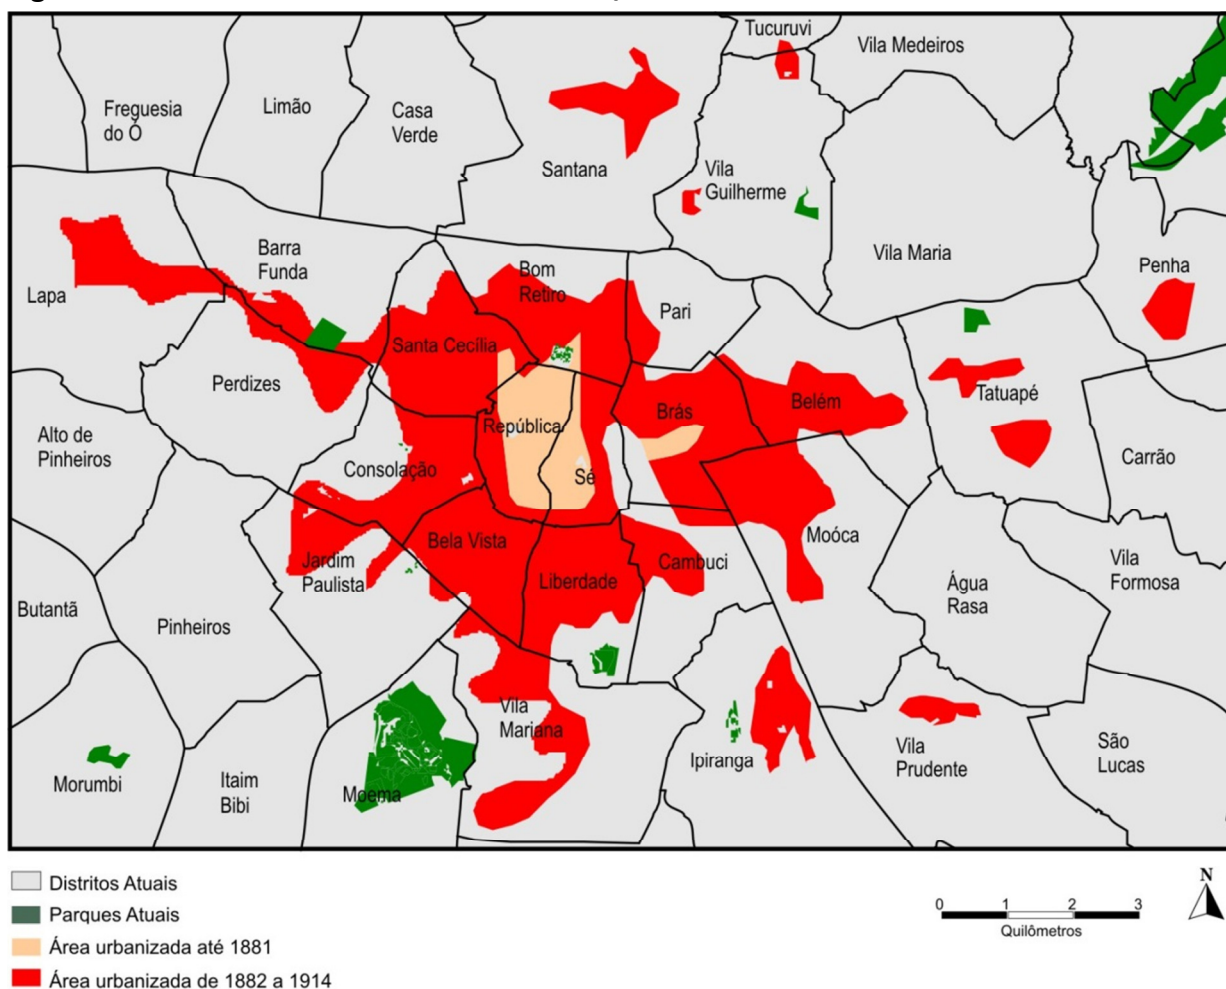 Tucuruvi
Vila Medeiros
Freguesia
do Ó
Limão
Casa
Verde
Santana
Vila
Guilherme
Vila Maria
Penha
Barra
Funda
Bom
Retiro
Lapa
Pari
Santa Cecília
Perdizes
Tatuapé
Belém
Brás
República
Alto de
Pinheiros
Consolação
Sé
Carrão
Bela Vista
Moóca
Jardim
Paulista
Cambuci
Liberdade
Vila
Formosa
Água
Rasa
Butantã
Pinheiros
Vila
Mariana
Ipiranga
Vila
Prudente
São
Lucas
Morumbi
Itaim
Bibi
Moema
Distritos Atuais
Parques Atuais
Área urbanizada até 1881
Área urbanizada de 1882 a 1914
0 1 2 3
Quilômetros
N